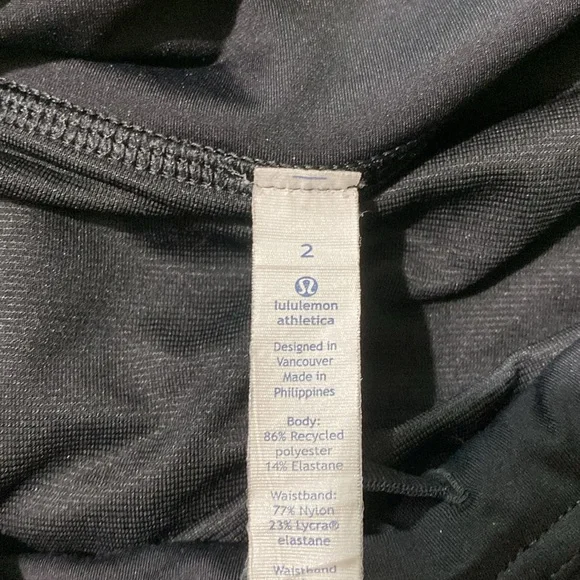 2
lululemon
athletica
Designed in
Vancouver
Made in
Philippines
Body:
86% Recycled
polyester
14% Elastane
Waistband:
77% Nylon
23% Lycra®
elastane
Waistband